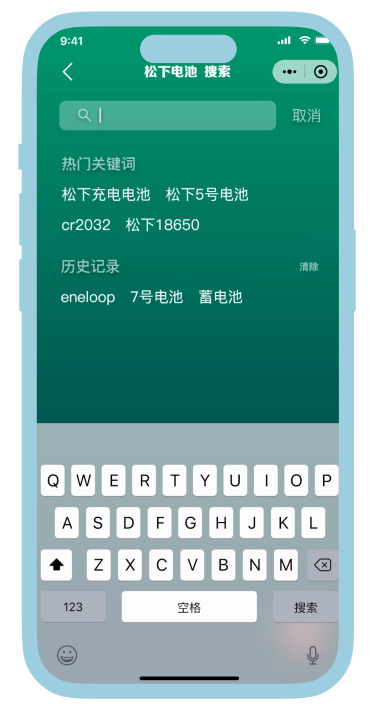 9:41
松下电池 搜索
取消
热门关键词
松下充电电池 松下5号电池
cr2032 松下18650
历史记录 清除
eneloop 7号电池 蓄电池
Q W E R T Y U I O P
A S D F G H J K L
Z X C V B N M
123 空格 搜索